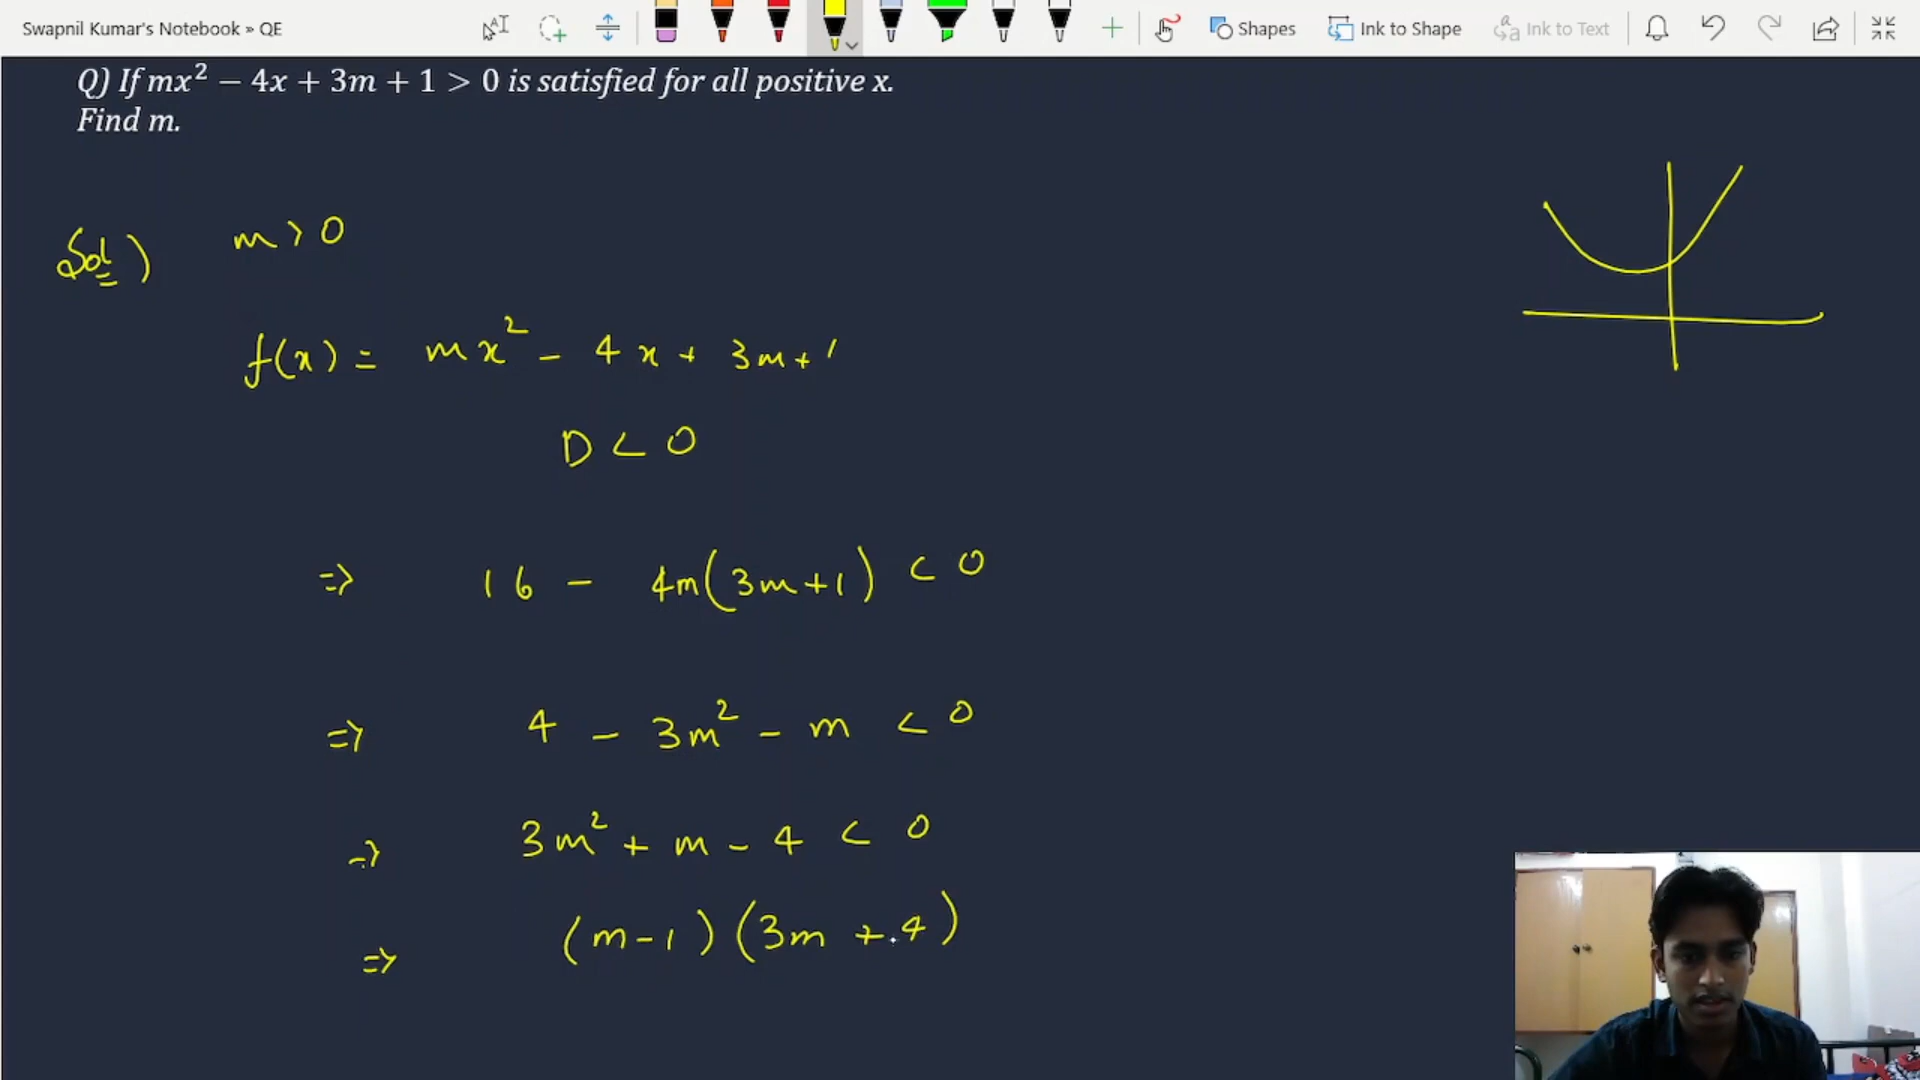 Swapnil Kumar's Notebook » QE
Shapes
Ink to Shape
Ink to Text
Q) If mx² − 4x + 3m + 1 > 0 is satisfied for all positive x.
Find m.
Sol) m > 0
f(x) = mx² - 4x + 3m + 1
D < 0
=> 16 - 4m(3m+1) < 0
=> 4 - 3m² - m < 0
=> 3m² + m - 4 < 0
=> (m-1)(3m + 4)